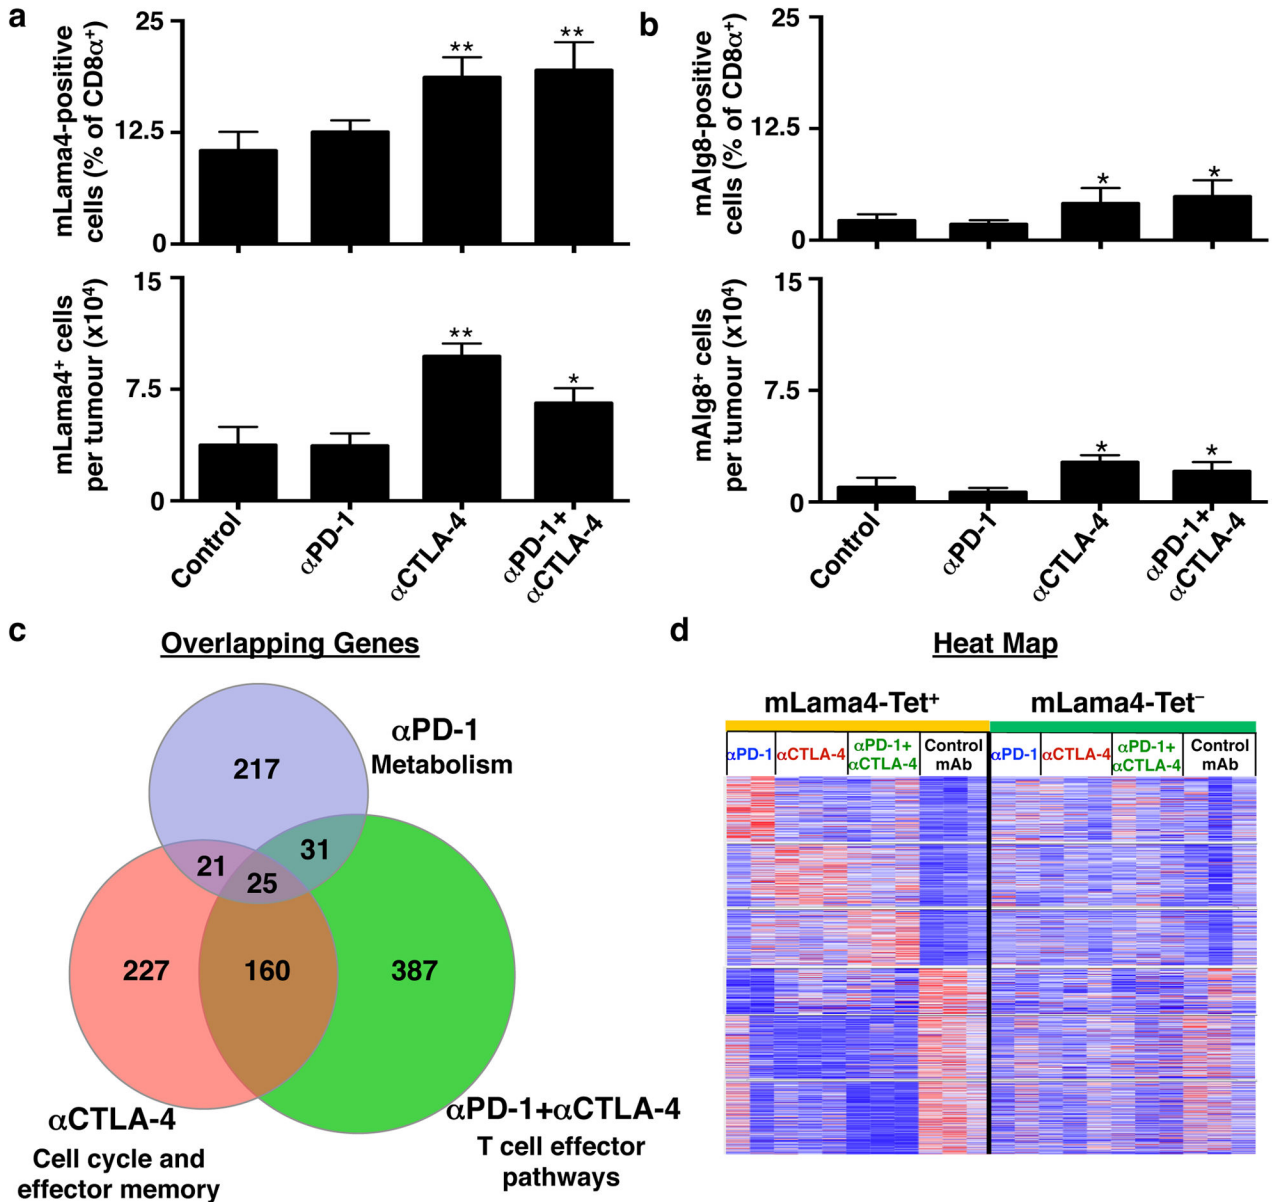 a
mLama4-positive
cells (% of CD8α⁺)
25
12.5
0
**
**
mLama4⁺ cells
per tumour (x10⁴)
15
7.5
0
**
*
Control
αPD-1
αCTLA-4
αPD-1+
αCTLA-4
b
mAlg8-positive
cells (% of CD8α⁺)
25
12.5
0
*
*
mAlg8⁺ cells
per tumour (x10⁴)
15
7.5
0
*
*
Control
αPD-1
αCTLA-4
αPD-1+
αCTLA-4
c
Overlapping Genes
217
αPD-1
Metabolism
21
31
25
227
160
387
αCTLA-4
Cell cycle and
effector memory
αPD-1+αCTLA-4
T cell effector
pathways
d
Heat Map
mLama4-Tet⁺
mLama4-Tet⁻
αPD-1
αCTLA-4
αPD-1+
αCTLA-4
Control
mAb
αPD-1
αCTLA-4
αPD-1+
αCTLA-4
Control
mAb